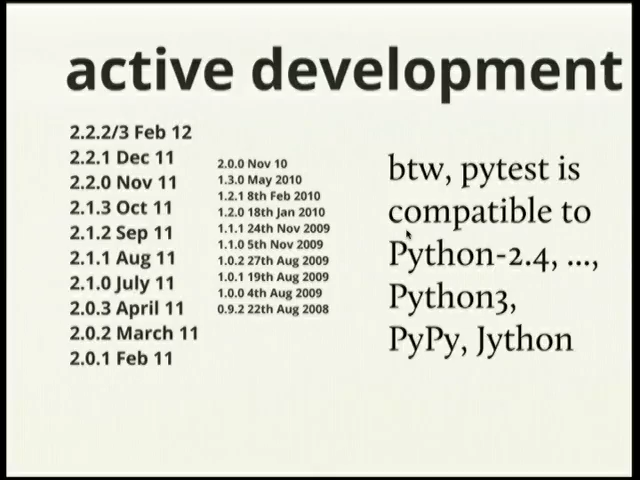 active development
2.2.2/3 Feb 12
2.2.1 Dec 11
2.2.0 Nov 11
2.1.3 Oct 11
2.1.2 Sep 11
2.1.1 Aug 11
2.1.0 July 11
2.0.3 April 11
2.0.2 March 11
2.0.1 Feb 11
2.0.0 Nov 10
1.3.0 May 2010
1.2.1 8th Feb 2010
1.2.0 18th Jan 2010
1.1.1 24th Nov 2009
1.1.0 5th Nov 2009
1.0.2 27th Aug 2009
1.0.1 19th Aug 2009
1.0.0 4th Aug 2009
0.9.2 22th Aug 2008
btw, pytest is
compatible to
Python-2.4, ...,
Python3,
PyPy, Jython